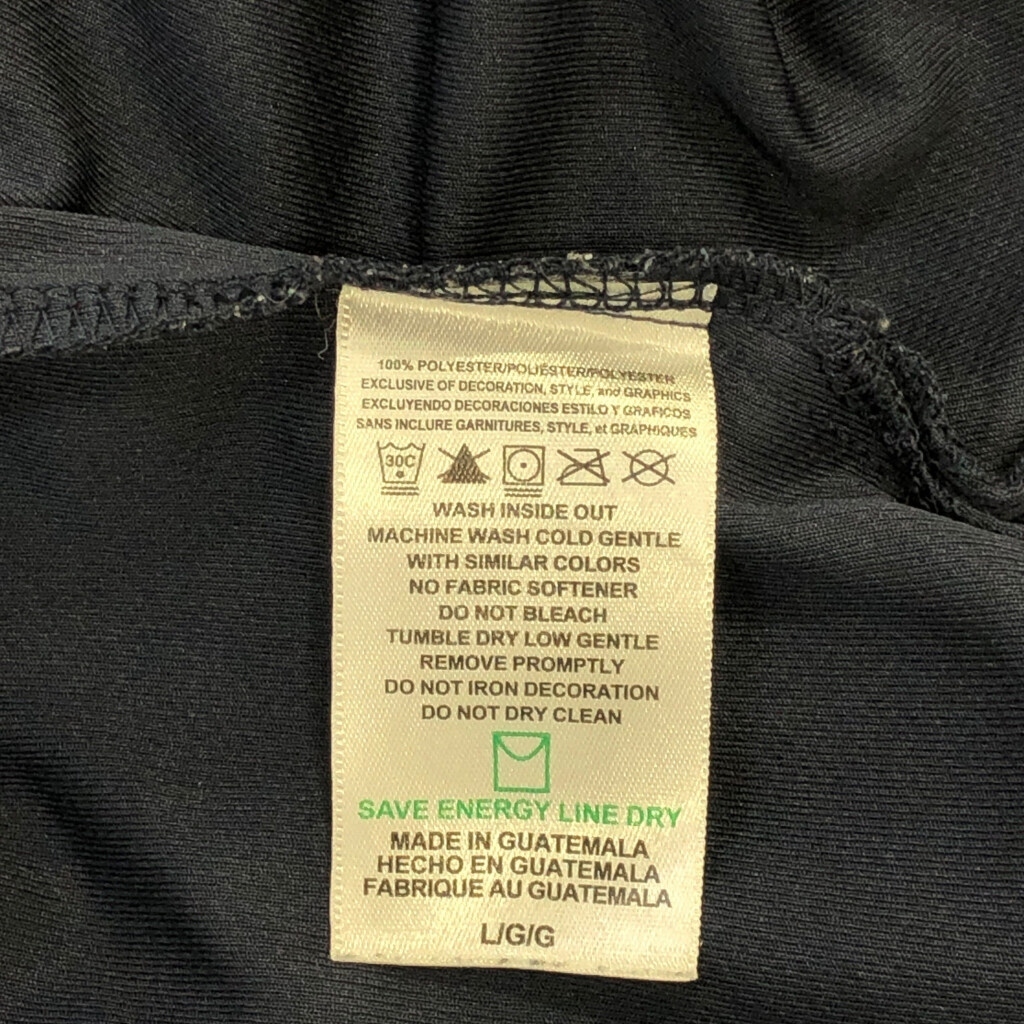 100% POLYESTER/POLIÉSTER/POLYESTER
EXCLUSIVE OF DECORATION, STYLE, and GRAPHICS
EXCLUYENDO DECORACIONES ESTILO Y GRAFICOS
SANS INCLURE GARNITURES, STYLE, et GRAPHIQUES
30C
WASH INSIDE OUT
MACHINE WASH COLD GENTLE
WITH SIMILAR COLORS
NO FABRIC SOFTENER
DO NOT BLEACH
TUMBLE DRY LOW GENTLE
REMOVE PROMPTLY
DO NOT IRON DECORATION
DO NOT DRY CLEAN
SAVE ENERGY LINE DRY
MADE IN GUATEMALA
HECHO EN GUATEMALA
FABRIQUE AU GUATEMALA
L/G/G